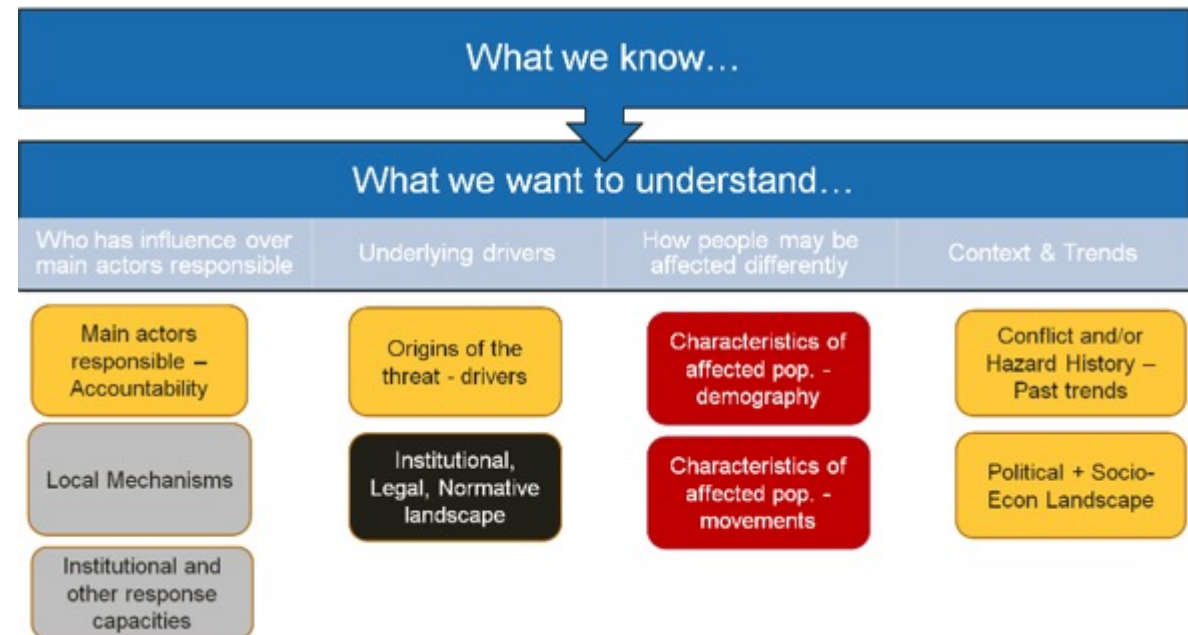 What we know…
What we want to understand…
Who has influence over
main actors responsible
Underlying drivers
How people may be
affected differently
Context & Trends
Main actors
responsible –
Accountability
Local Mechanisms
Institutional and
other response
capacities
Origins of the
threat - drivers
Institutional,
Legal, Normative
landscape
Characteristics of
affected pop. -
demography
Characteristics of
affected pop. -
movements
Conflict and/or
Hazard History –
Past trends
Political + Socio-
Econ Landscape